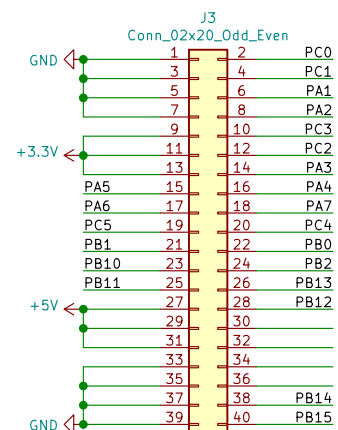 J3
Conn_02x20_Odd_Even
GND 1 2 PC0
3 4 PC1
5 6 PA1
7 8 PA2
9 10 PC3
+3.3V 11 12 PC2
13 14 PA3
PA5 15 16 PA4
PA6 17 18 PA7
PC5 19 20 PC4
PB1 21 22 PB0
PB10 23 24 PB2
PB11 25 26 PB13
+5V 27 28 PB12
29 30
31 32
33 34
35 36
37 38 PB14
GND 39 40 PB15